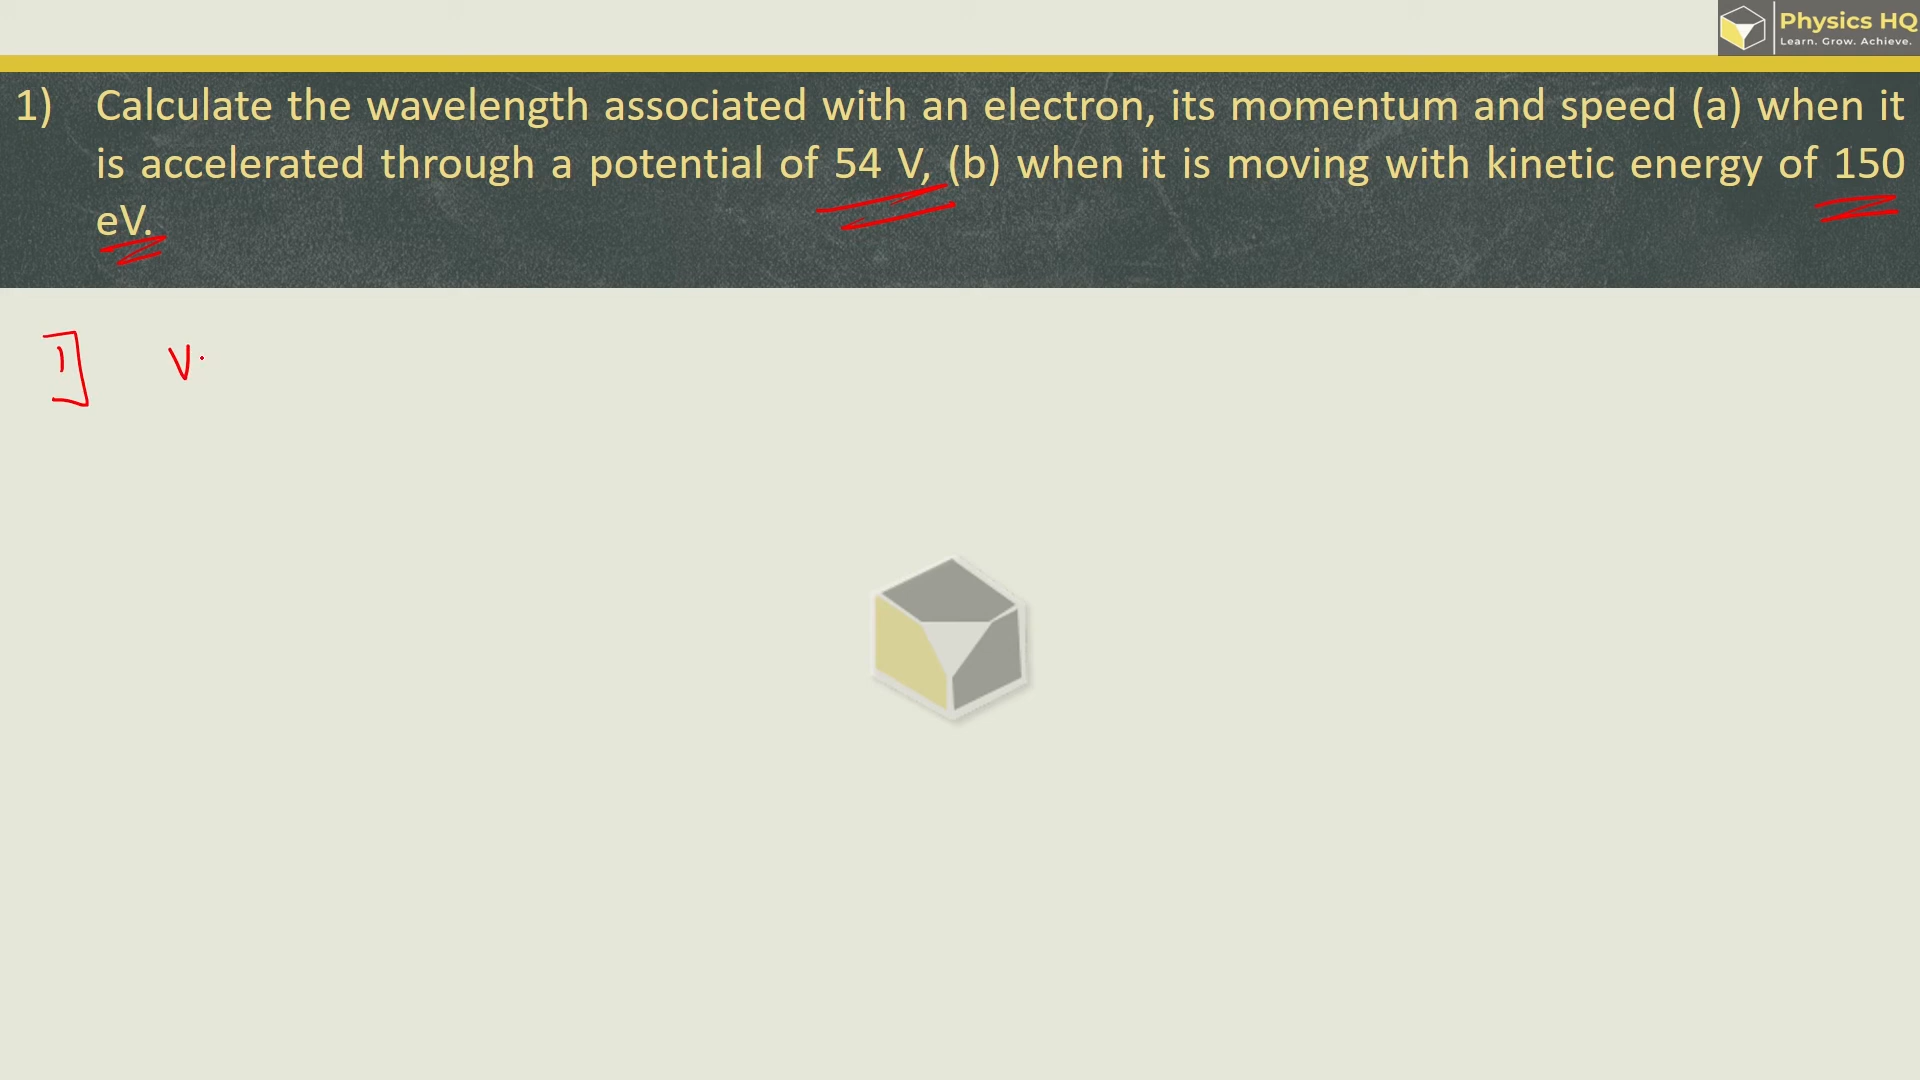 Physics HQ
Learn. Grow. Achieve.
1) Calculate the wavelength associated with an electron, its momentum and speed (a) when it
is accelerated through a potential of 54 V, (b) when it is moving with kinetic energy of 150
eV.
1] V.